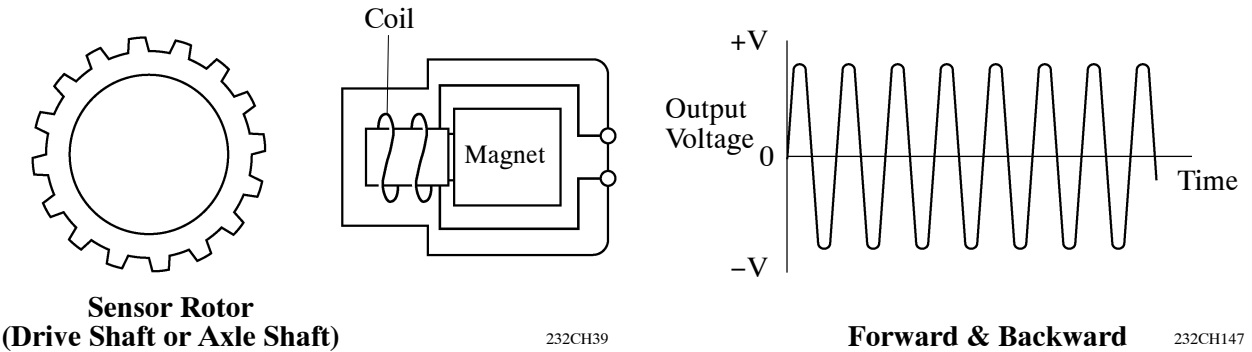 Coil
Magnet
Sensor Rotor
(Drive Shaft or Axle Shaft)
232CH39
+V
Output
Voltage
0
Time
−V
Forward & Backward
232CH147